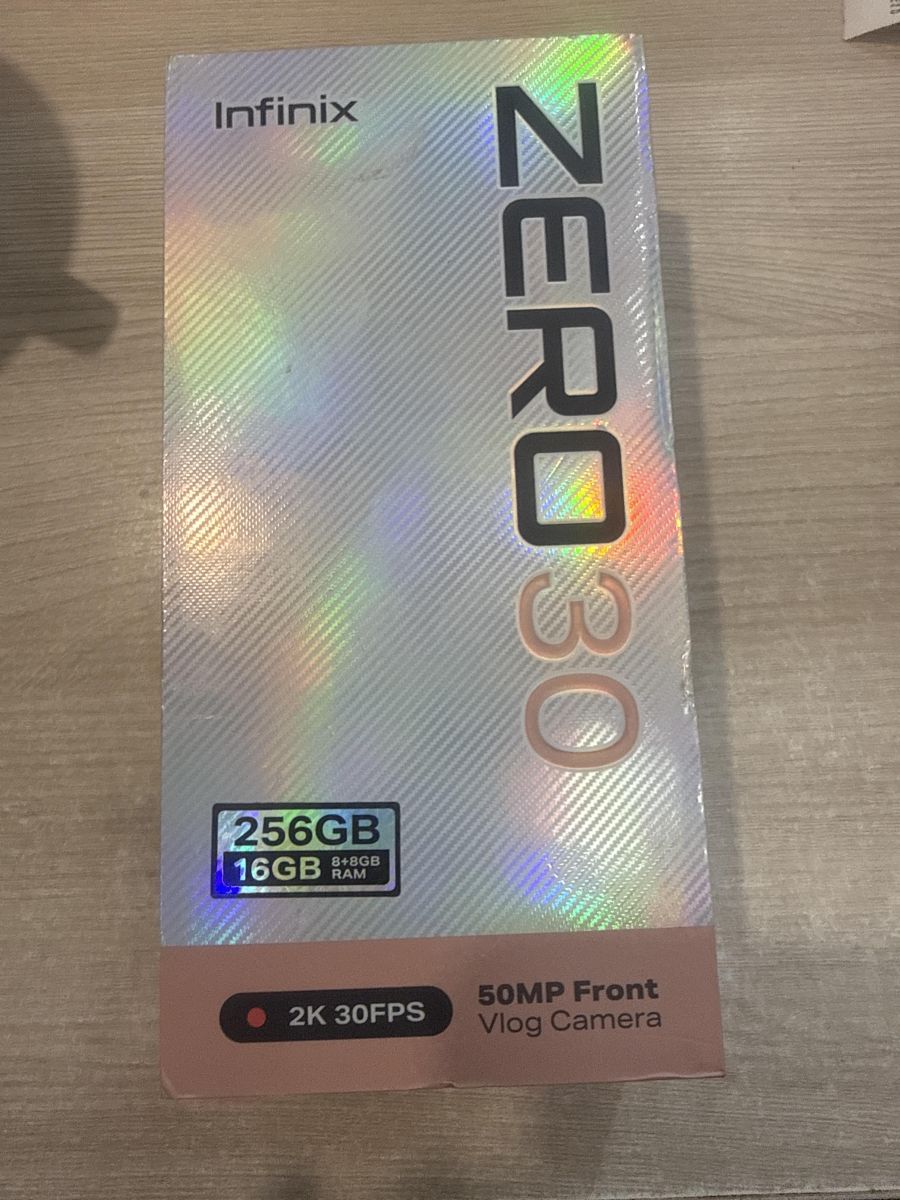 Infinix
ZERO30
256GB
16GB 8+8GB RAM
2K 30FPS
50MP Front
Vlog Camera